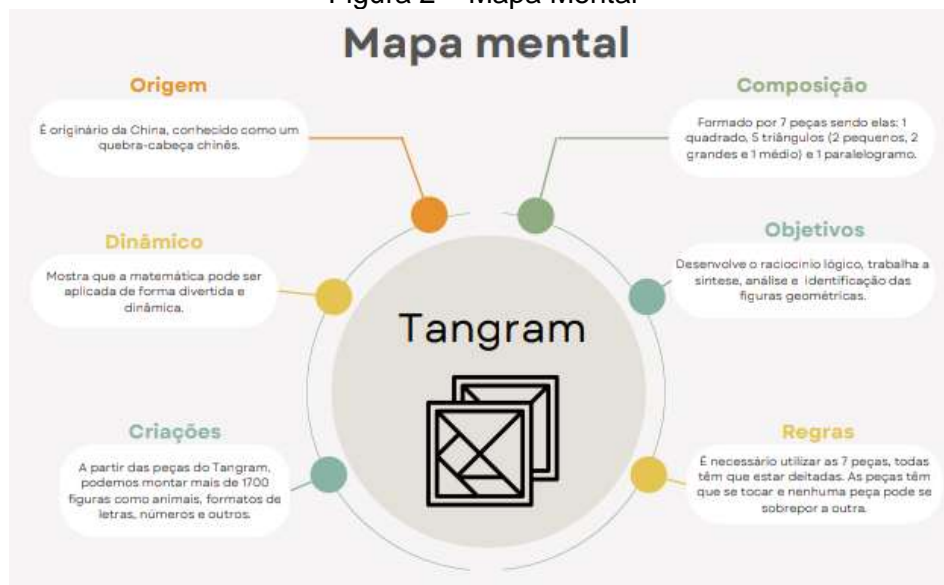 Figura 2 – Mapa Mental
Mapa mental
Origem
É originário da China, conhecido como um
quebra-cabeça chinês.
Dinâmico
Mostra que a matemática pode ser
aplicada de forma divertida e
dinâmica.
Criações
A partir das peças do Tangram,
podemos montar mais de 1700
figuras como animais, formatos de
letras, números e outros.
Tangram
Composição
Formado por 7 peças sendo elas: 1
quadrado, 5 triângulos (2 pequenos, 2
grandes e 1 médio) e 1 paralelogramo.
Objetivos
Desenvolve o raciocinio lógico, trabalha a
sintese, análise e identificação das
figuras geométricas.
Regras
É necessário utilizar as 7 peças, todas
têm que estar deitadas. As peças têm
que se tocar e nenhuma peça pode se
sobrepor a outra.